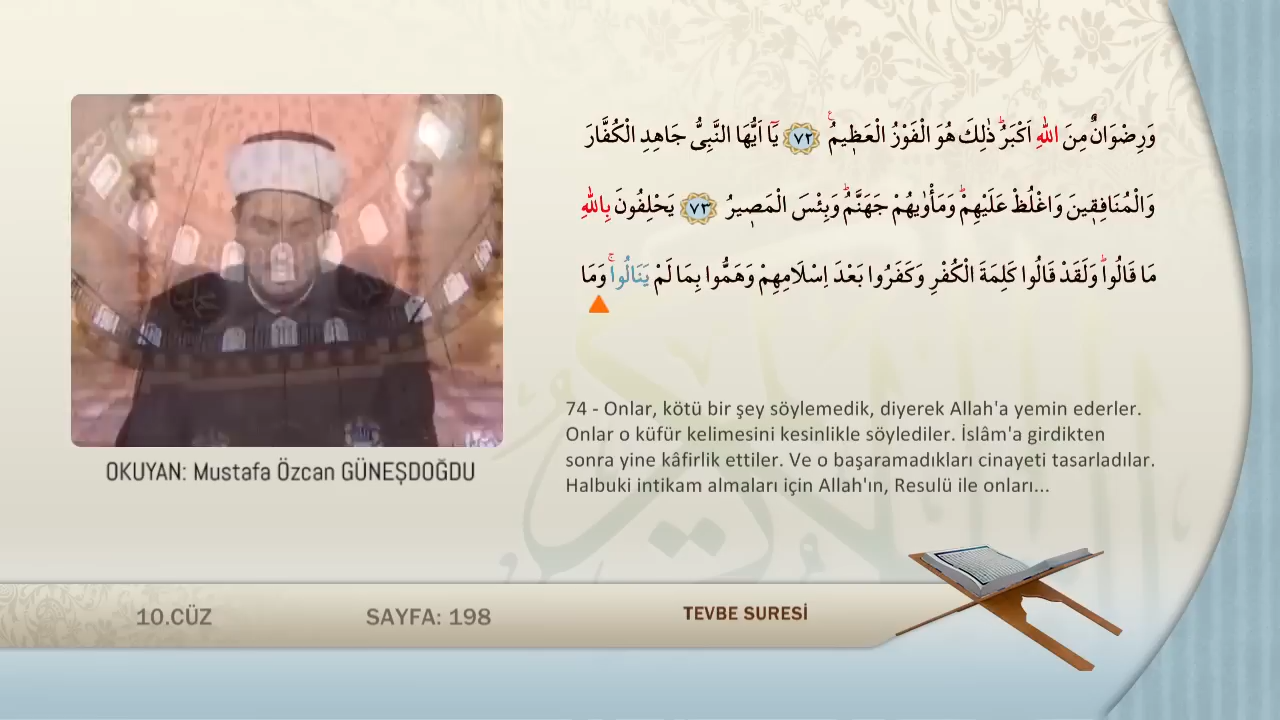 وَرِضْوَانٌ مِنَ اللّٰهِ اَكْبَرُۜ ذٰلِكَ هُوَ الْفَوْزُ الْعَظ۪يمُ۟ ﴿٧٢﴾ يَٓا اَيُّهَا النَّبِيُّ جَاهِدِ الْكُفَّارَ
وَالْمُنَافِق۪ينَ وَاغْلُظْ عَلَيْهِمْۜ وَمَأْوٰيهُمْ جَهَنَّمُۜ وَبِئْسَ الْمَص۪يرُ ﴿٧٣﴾ يَحْلِفُونَ بِاللّٰهِ
مَا قَالُواۜ وَلَقَدْ قَالُوا كَلِمَةَ الْكُفْرِ وَكَفَرُوا بَعْدَ اِسْلَامِهِمْ وَهَمُّوا بِمَا لَمْ يَنَالُواۚ وَمَا
74 - Onlar, kötü bir şey söylemedik, diyerek Allah'a yemin ederler.
Onlar o küfür kelimesini kesinlikle söylediler. İslâm'a girdikten
sonra yine kâfirlik ettiler. Ve o başaramadıkları cinayeti tasarladılar.
Halbuki intikam almaları için Allah'ın, Resulü ile onları...
OKUYAN: Mustafa Özcan GÜNEŞDOĞDU
10.CÜZ
SAYFA: 198
TEVBE SURESİ